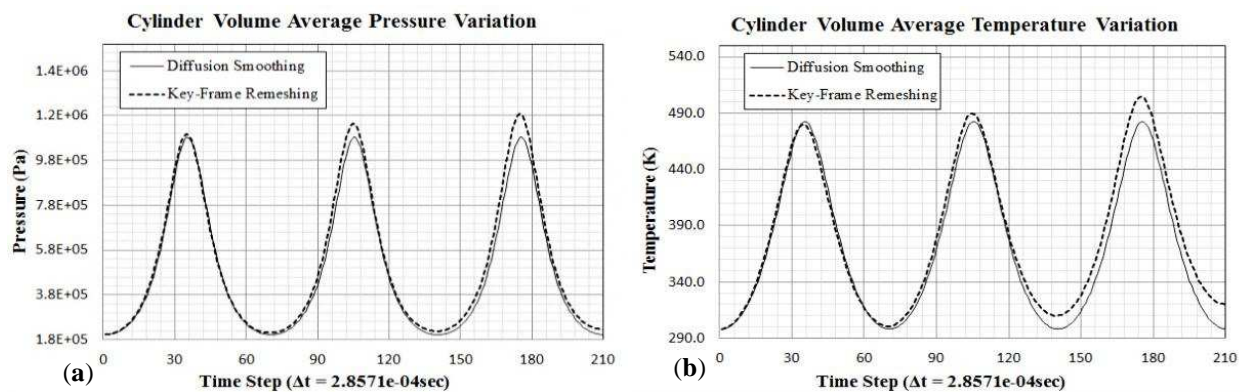 Cylinder Volume Average Pressure Variation
Diffusion Smoothing
Key-Frame Remeshing
Pressure (Pa)
1.4E+06
1.2E+06
9.8E+05
7.8E+05
5.8E+05
3.8E+05
1.8E+05
0 30 60 90 120 150 180 210
Time Step (Δt = 2.8571e-04sec)
(a)
Cylinder Volume Average Temperature Variation
Diffusion Smoothing
Key-Frame Remeshing
Temperature (K)
540.0
490.0
440.0
390.0
340.0
290.0
0 30 60 90 120 150 180 210
Time Step (Δt = 2.8571e-04sec)
(b)